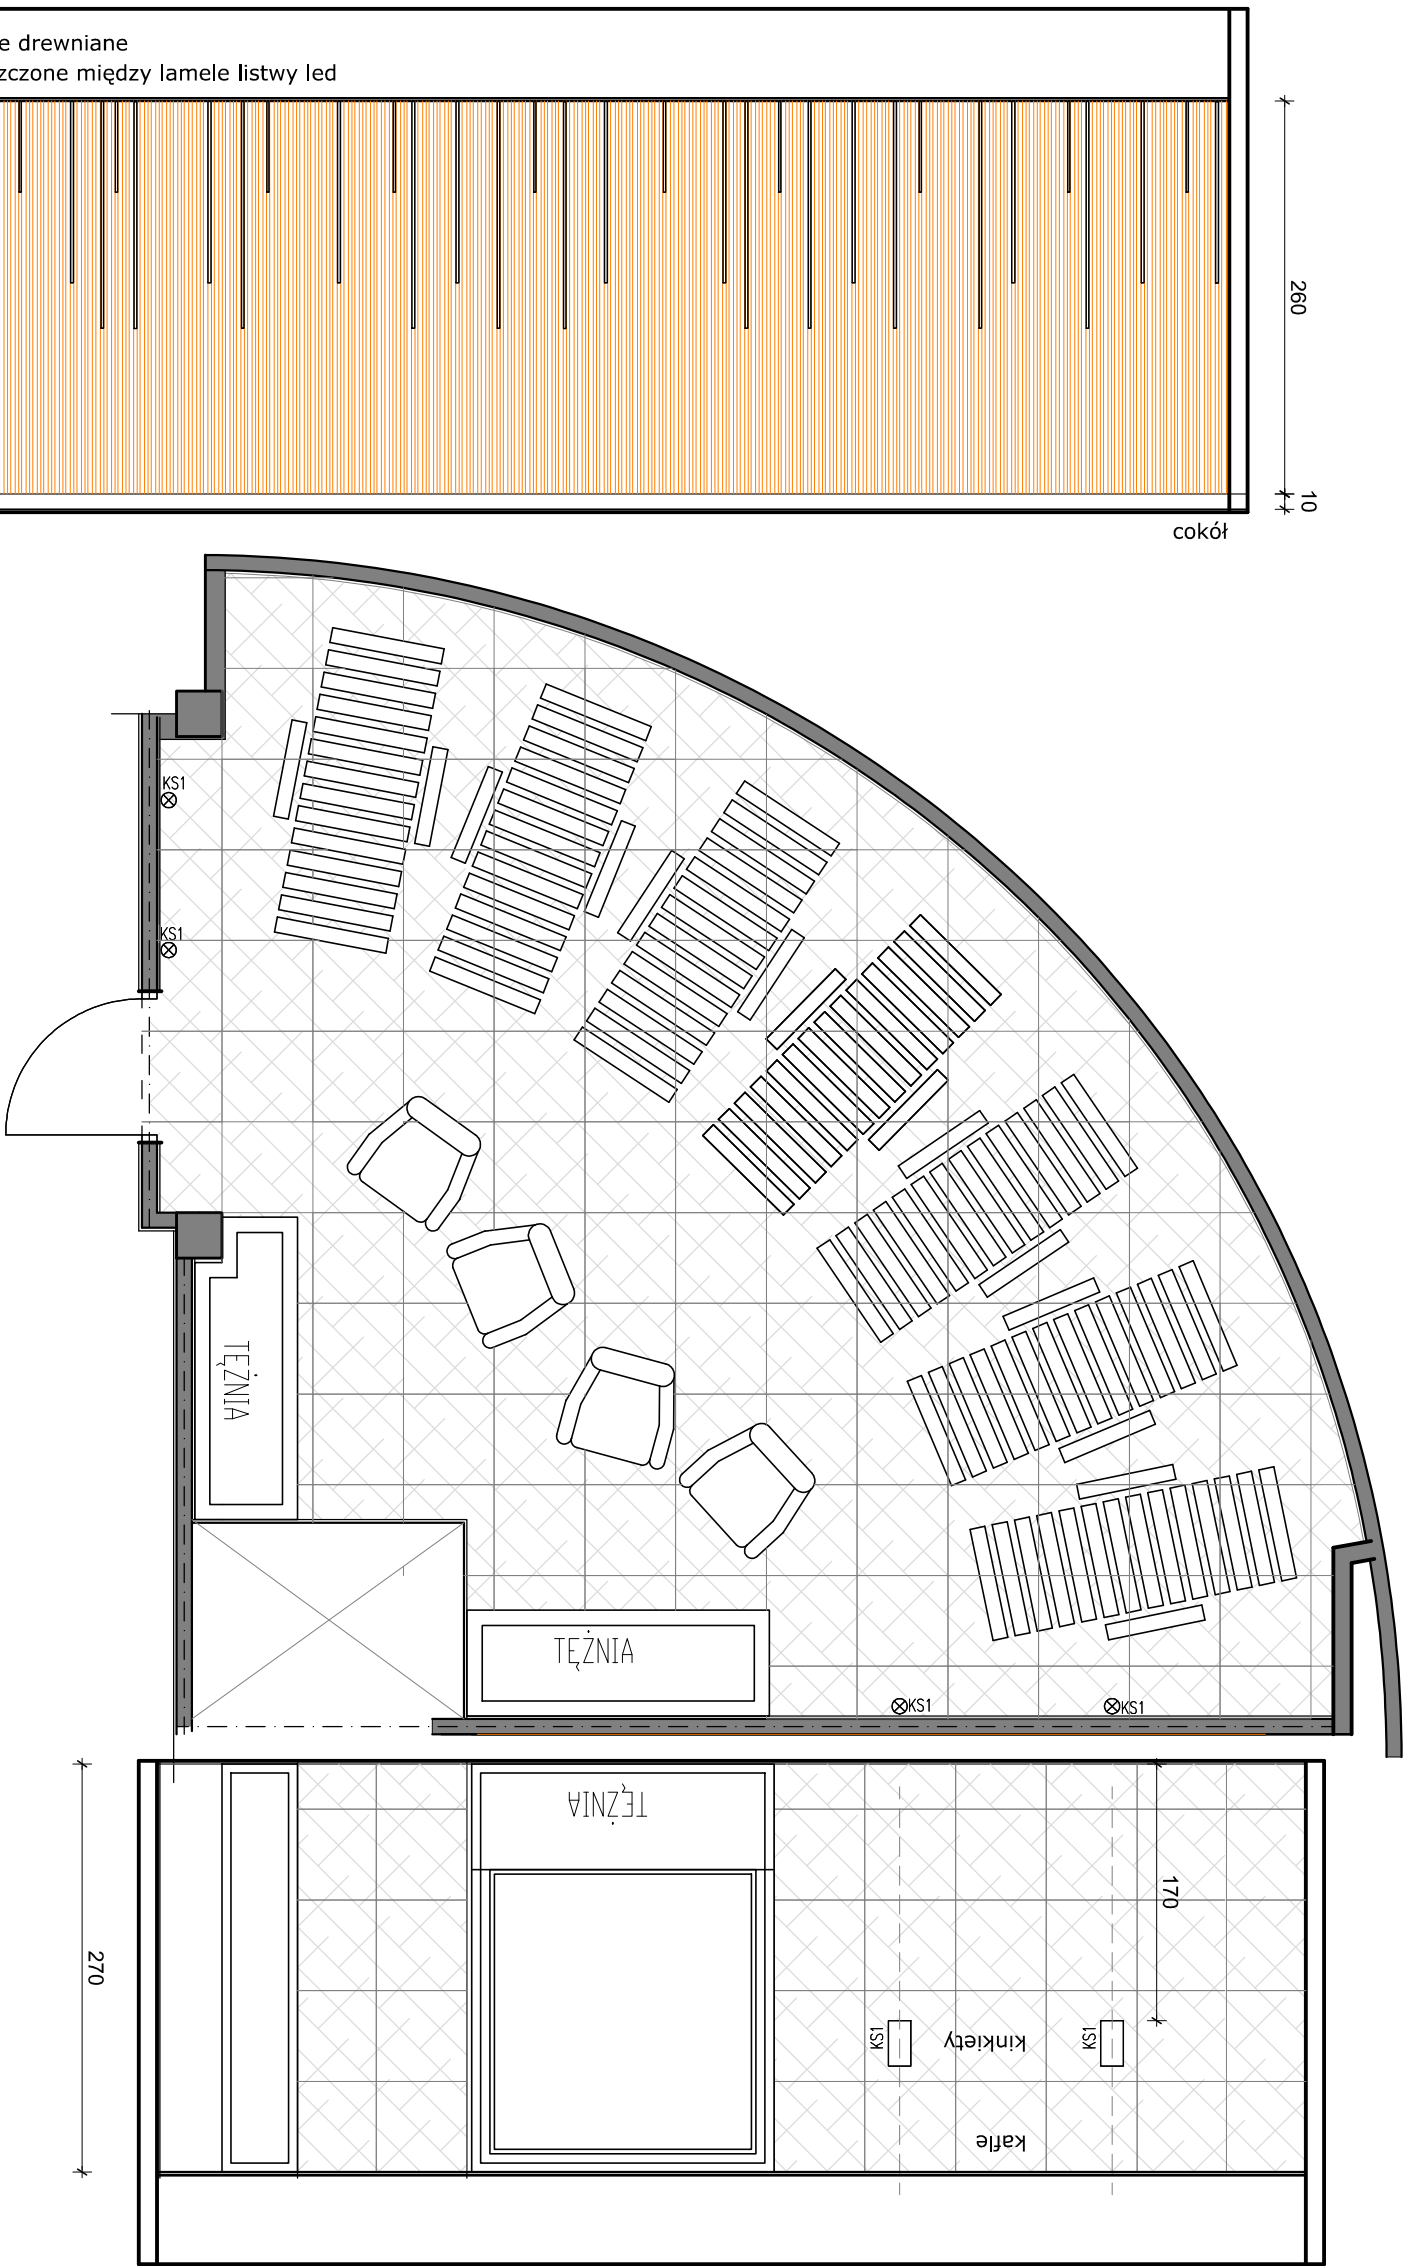 e drewniane
zczone między lamele listwy led
260
10
cokół
KS1
KS1
TĘŻNIA
TĘŻNIA
KS1
KS1
TĘŻNIA
170
270
KS1
kinkiety
KS1
kafle